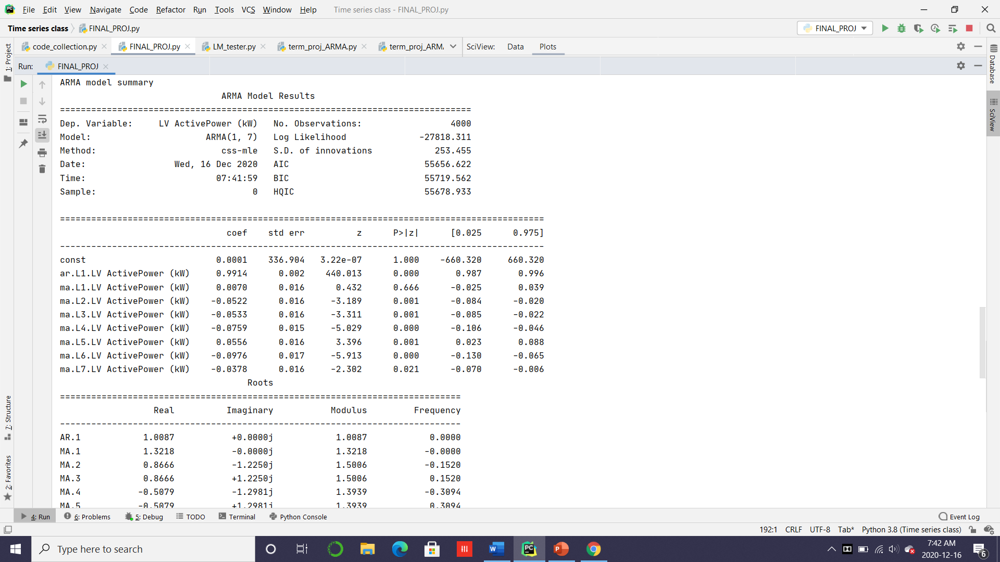 File Edit View Navigate Code Refactor Run Tools VCS Window Help Time series class - FINAL_PROJ.py
Time series class FINAL_PROJ.py FINAL_PROJ
code_collection.py FINAL_PROJ.py LM_tester.py term_proj_ARMA.py term_proj_ARM SciView: Data Plots
1: Project
Run: FINAL_PROJ
ARMA model summary
ARMA Model Results
==============================================================================
Dep. Variable: LV ActivePower (kW) No. Observations: 4000
Model: ARMA(1, 7) Log Likelihood -27818.311
Method: css-mle S.D. of innovations 253.455
Date: Wed, 16 Dec 2020 AIC 55656.622
Time: 07:41:59 BIC 55719.562
Sample: 0 HQIC 55678.933
=============================================================================================
coef std err z P>|z| [0.025 0.975]
---------------------------------------------------------------------------------------------
const 0.0001 336.904 3.22e-07 1.000 -660.320 660.320
ar.L1.LV ActivePower (kW) 0.9914 0.002 440.013 0.000 0.987 0.996
ma.L1.LV ActivePower (kW) 0.0070 0.016 0.432 0.666 -0.025 0.039
ma.L2.LV ActivePower (kW) -0.0522 0.016 -3.189 0.001 -0.084 -0.020
ma.L3.LV ActivePower (kW) -0.0533 0.016 -3.311 0.001 -0.085 -0.022
ma.L4.LV ActivePower (kW) -0.0759 0.015 -5.029 0.000 -0.106 -0.046
ma.L5.LV ActivePower (kW) 0.0556 0.016 3.396 0.001 0.023 0.088
ma.L6.LV ActivePower (kW) -0.0976 0.017 -5.913 0.000 -0.130 -0.065
ma.L7.LV ActivePower (kW) -0.0378 0.016 -2.302 0.021 -0.070 -0.006
Roots
=============================================================================
Real Imaginary Modulus Frequency
-----------------------------------------------------------------------------
AR.1 1.0087 +0.0000j 1.0087 0.0000
MA.1 1.3218 -0.0000j 1.3218 -0.0000
MA.2 0.8666 -1.2250j 1.5006 -0.1520
MA.3 0.8666 +1.2250j 1.5006 0.1520
MA.4 -0.5079 -1.2981j 1.3939 -0.3094
MA.5 -0.5079 +1.2981j 1.3939 0.3094
7: Structure
2: Favorites
Database
SciView
4: Run 6: Problems 5: Debug TODO Terminal Python Console Event Log
192:1 CRLF UTF-8 Tab* Python 3.8 (Time series class)
Type here to search
7:42 AM
2020-12-16
6